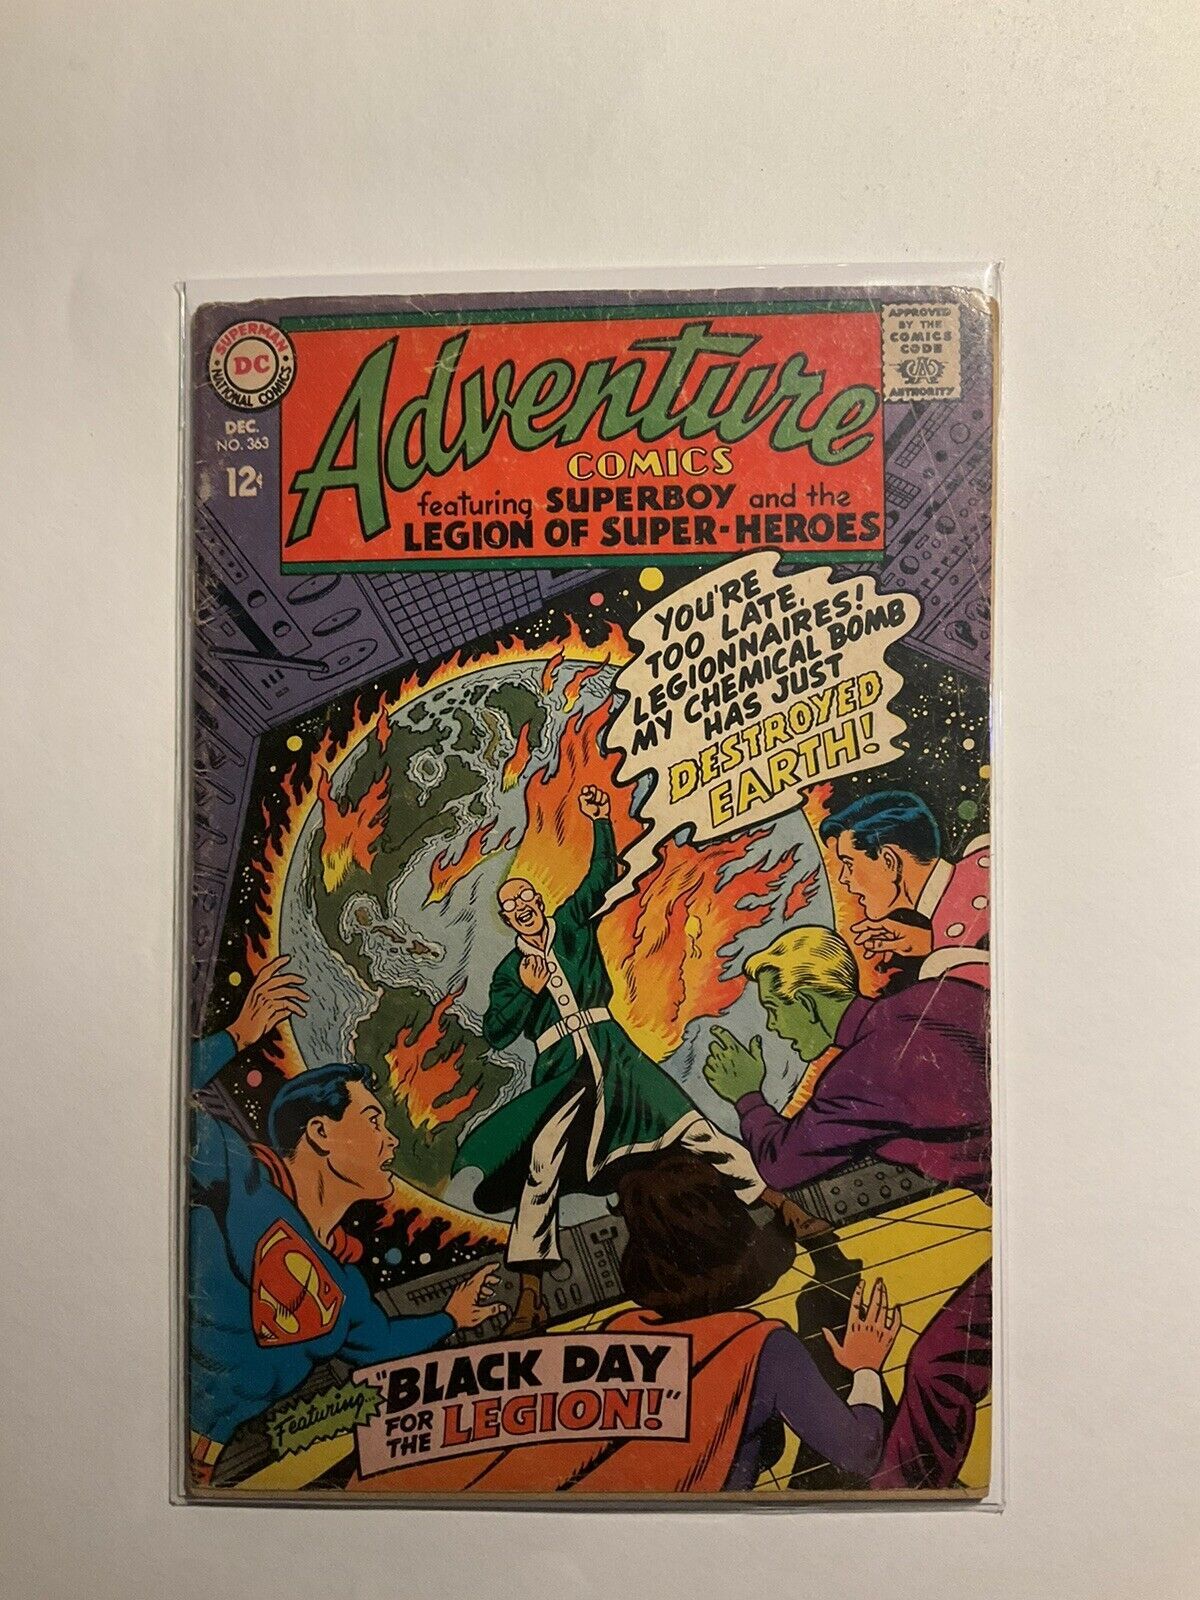 SUPERMAN
DC
NATIONAL COMICS
DEC.
NO. 363
12¢
Adventure
COMICS
featuring SUPERBOY and the
LEGION OF SUPER-HEROES
APPROVED
BY THE
COMICS
CODE
CA
AUTHORITY
YOU'RE
TOO LATE,
LEGIONNAIRES!
MY CHEMICAL BOMB
HAS JUST
DESTROYED
EARTH!
S
Featuring...
"BLACK DAY
FOR THE LEGION!"